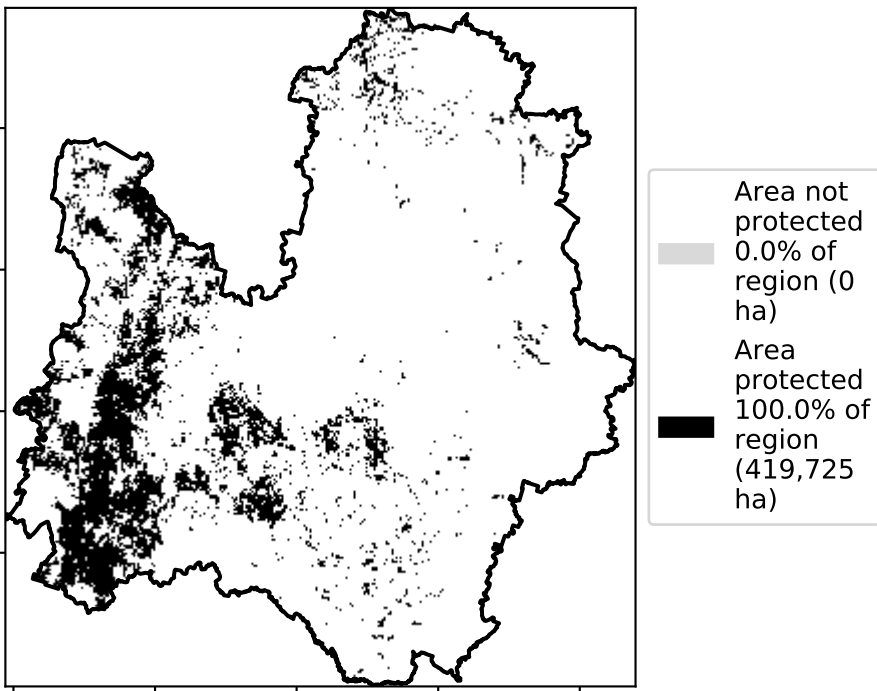 Area not
protected
0.0% of
region (0
ha)
Area
protected
100.0% of
region
(419,725
ha)